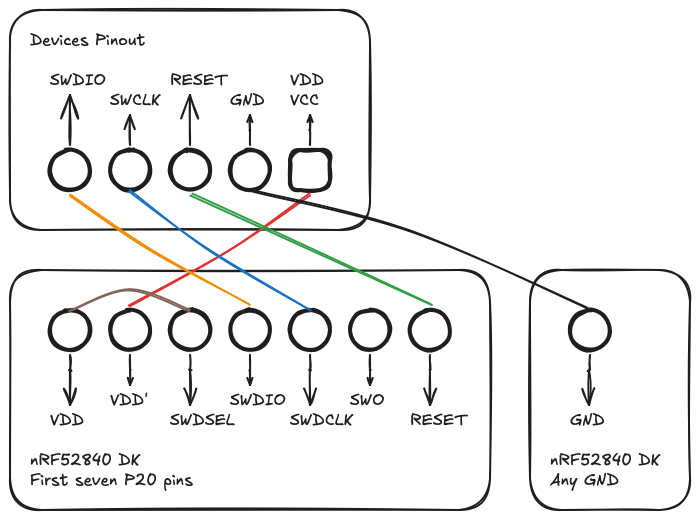 Devices Pinout
SWDIO
SWCLK
RESET
GND
VDD
VCC
VDD
VDD'
SWDSEL
SWDIO
SWDCLK
SWO
RESET
nRF52840 DK
First seven P20 pins
GND
nRF52840 DK
Any GND